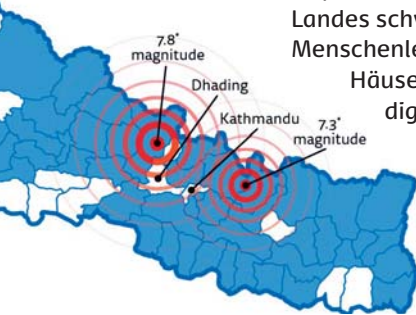 Landes schw
Menschenle
Häuse
dig
7.8*
magnitude
Dhading
Kathmandu
7.3*
magnitude